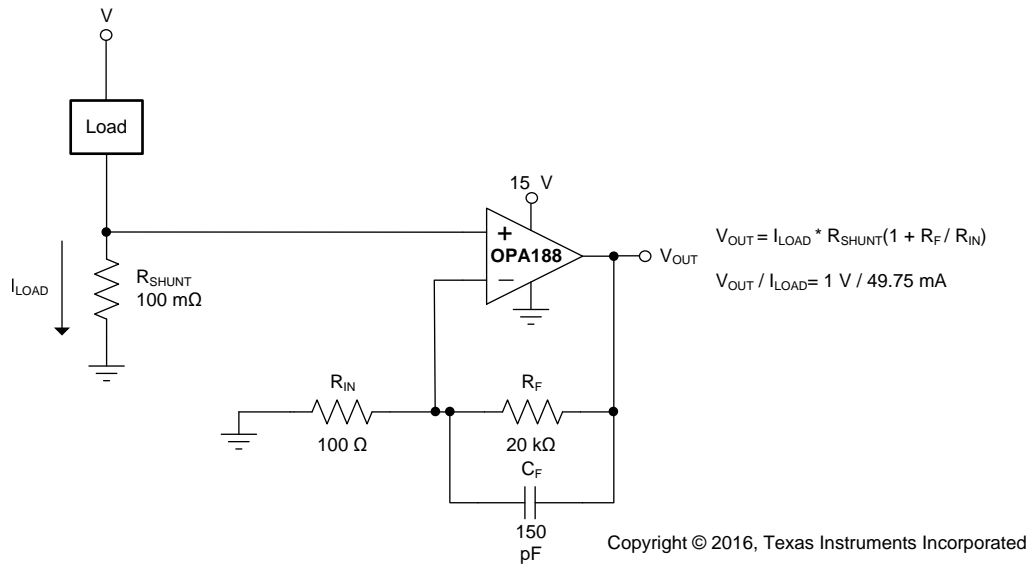 V
Load
15 V
+
OPA188
−
V_OUT
V_OUT = I_LOAD * R_SHUNT(1 + R_F / R_IN)
V_OUT / I_LOAD= 1 V / 49.75 mA
I_LOAD
R_SHUNT
100 mΩ
R_IN
100 Ω
R_F
20 kΩ
C_F
150
pF
Copyright © 2016, Texas Instruments Incorporated